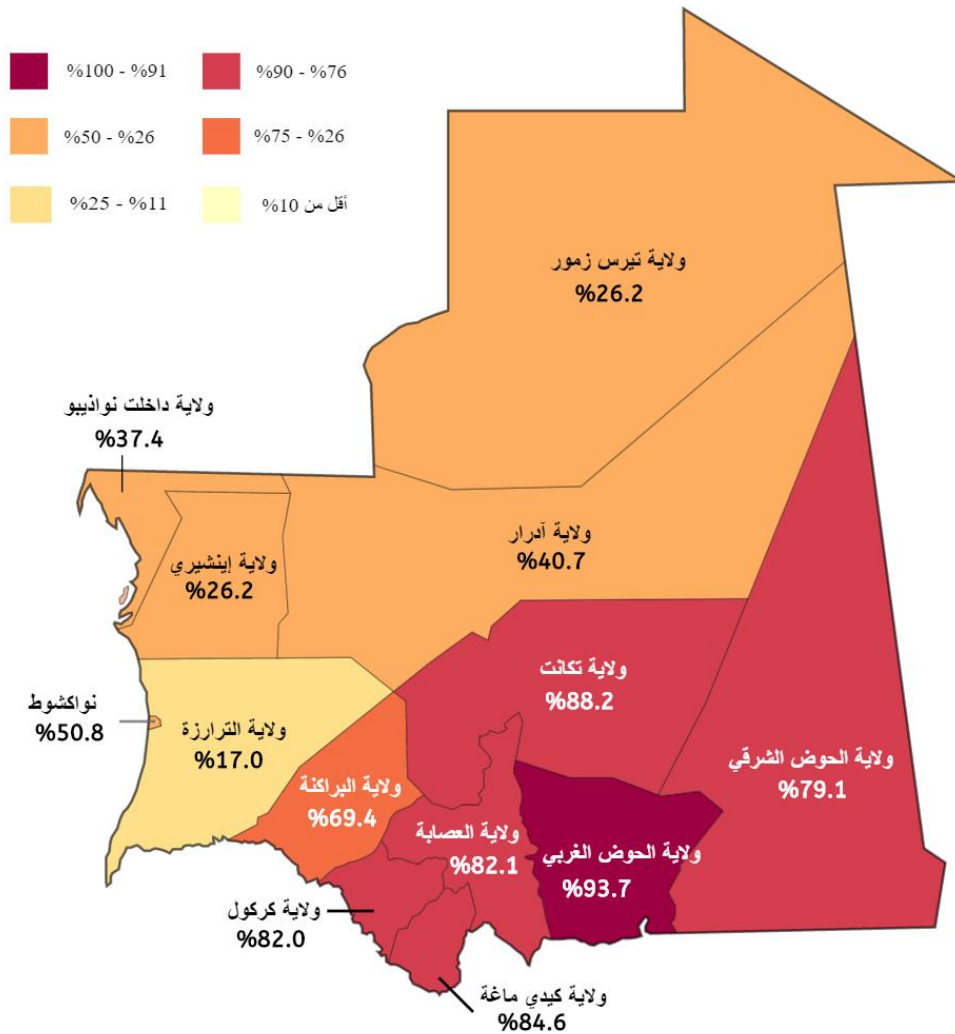 %100 - %91
%90 - %76
%50 - %26
%75 - %26
%25 - %11
أقل من 10%
ولاية تيرس زمور
%26.2
ولاية داخلت نواذيبو
%37.4
ولاية آدرار
%40.7
ولاية إينشيري
%26.2
ولاية تكانت
%88.2
نواكشوط
%50.8
ولاية الترارزة
%17.0
ولاية الحوض الشرقي
%79.1
ولاية البراكنة
%69.4
ولاية العصابة
%82.1
ولاية الحوض الغربي
%93.7
ولاية كركول
%82.0
ولاية كيدي ماغة
%84.6